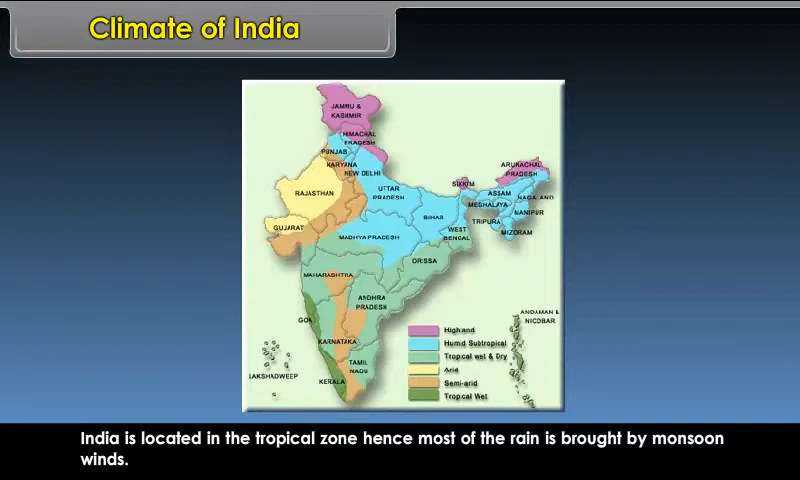 Climate of India
JAMMU &
KASHMIR
HIMACHAL
PRADESH
PUNJAB
HARYANA
NEW DELHI
ARUNACHAL
PRADESH
SIKKIM
RAJASTHAN
UTTAR
PRADESH
ASSAM
NAGALAND
MEGHALAYA
BIHAR
MANIPUR
TRIPURA
GUJARAT
MADHYA PRADESH
WEST
BENGAL
MIZORAM
ORISSA
MAHARASHTRA
ANDHRA
PRADESH
ANDAMAN &
NICOBAR
GOA
KARNATAKA
TAMIL
NADU
LAKSHADWEEP
KERALA
Highland
Humid Subtropical
Tropical wet & Dry
Arid
Semi-arid
Tropical Wet
India is located in the tropical zone hence most of the rain is brought by monsoon
winds.